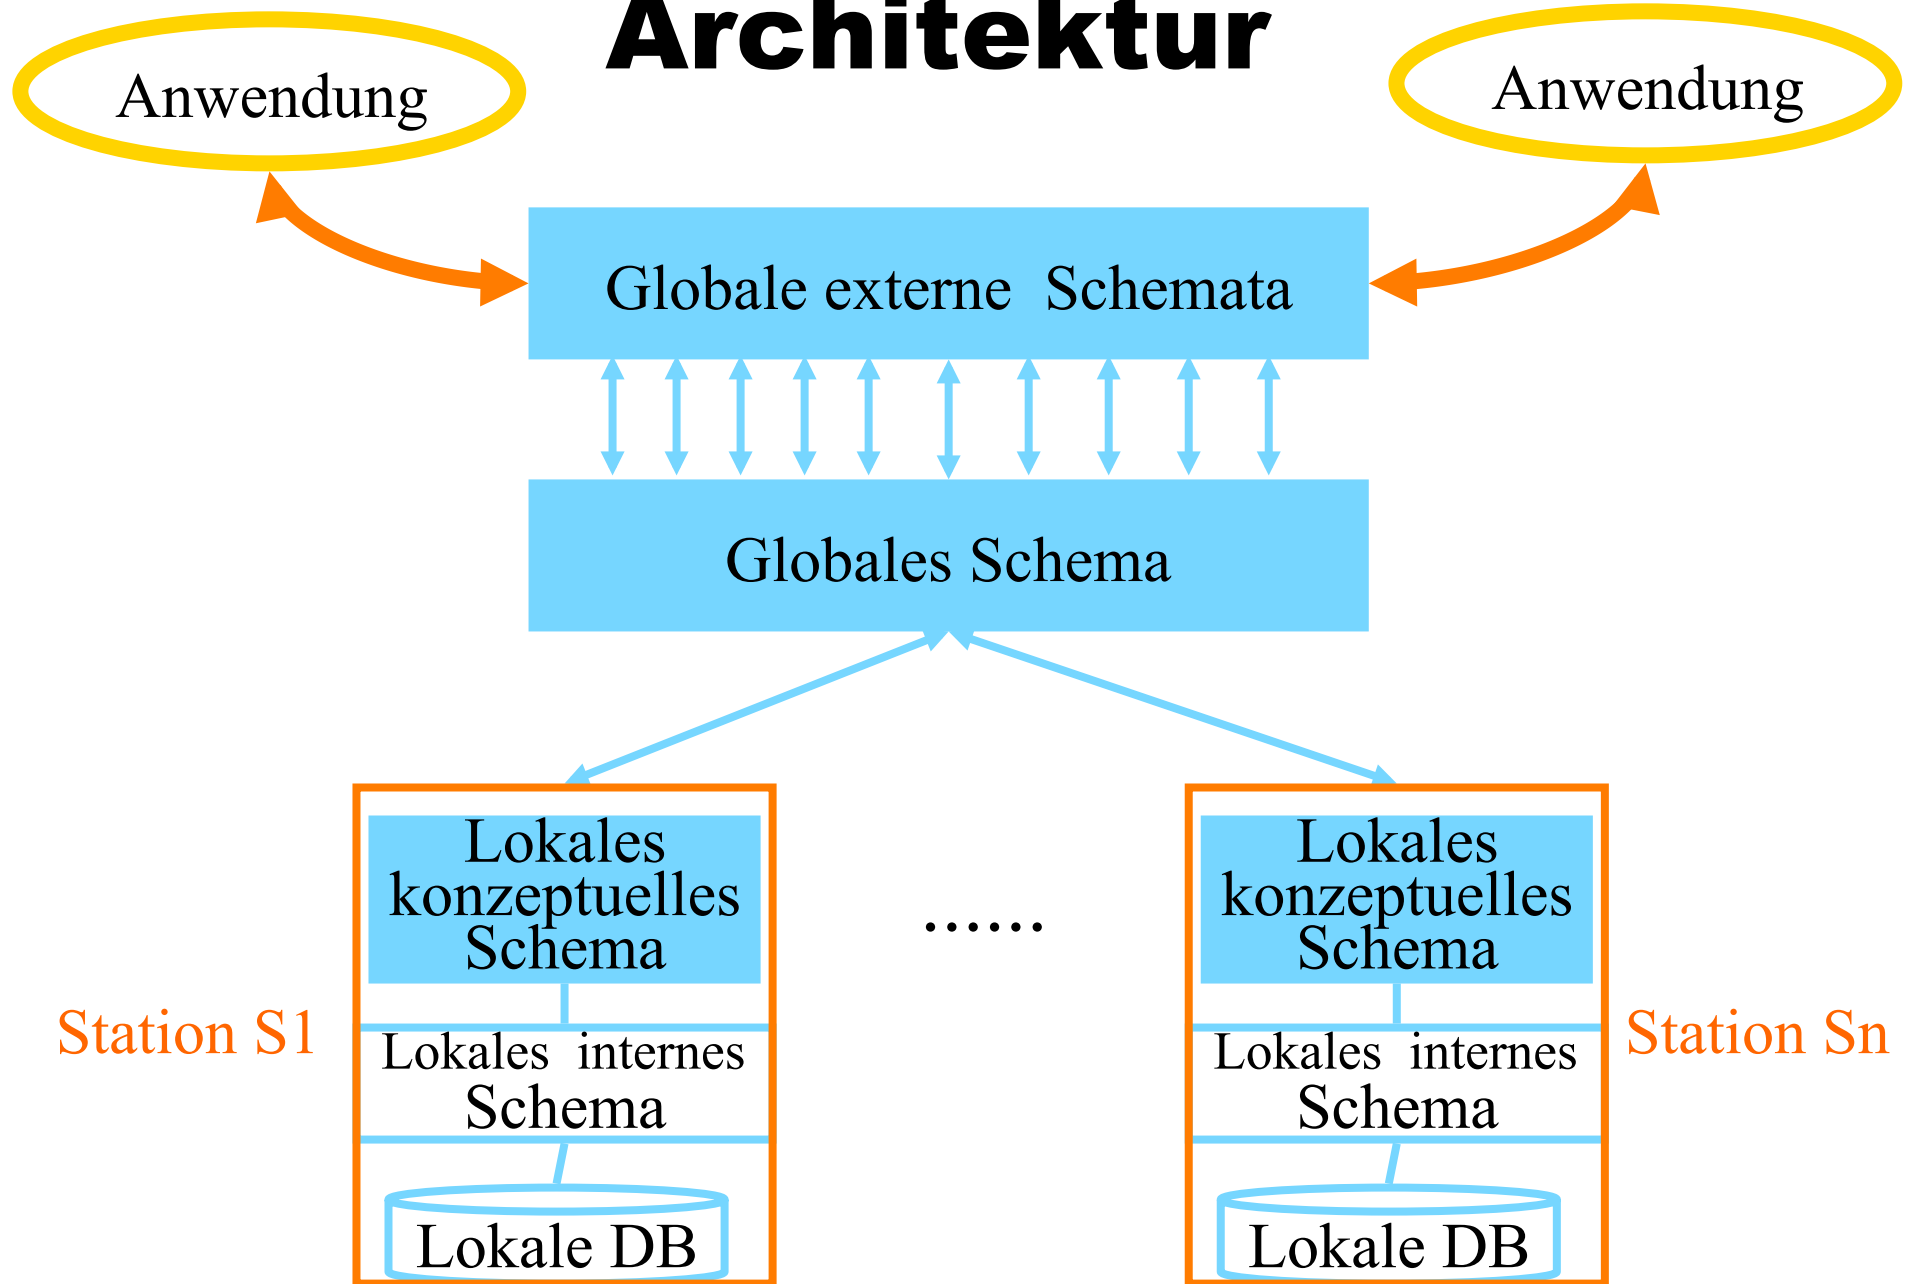 Architektur
Anwendung
Anwendung
Globale externe Schemata
Globales Schema
Lokales
konzeptuelles
Schema
......
Lokales
konzeptuelles
Schema
Station S1
Lokales internes
Schema
Lokales internes
Schema
Station Sn
Lokale DB
Lokale DB